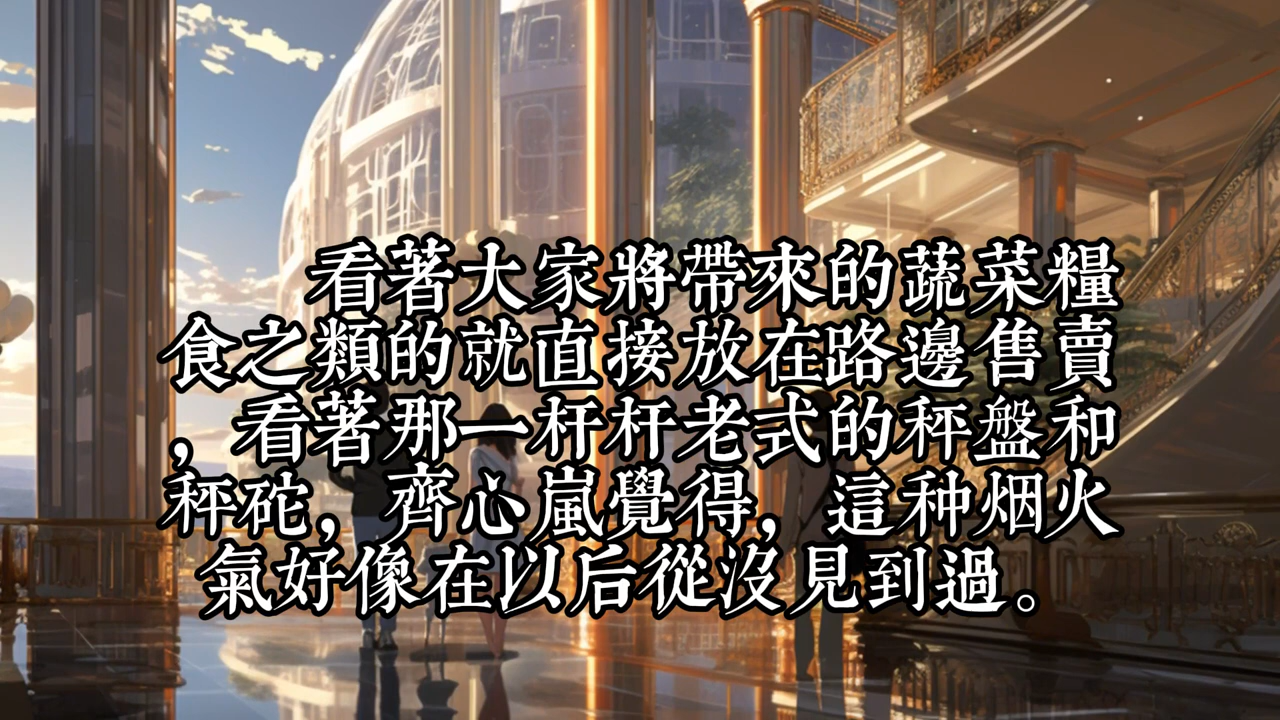 看著大家將帶來的蔬菜糧
食之類的就直接放在路邊售賣
，看著那一杆杆老式的秤盤和
秤砣，齊心嵐覺得，這种烟火
氣好像在以后從沒見到過。